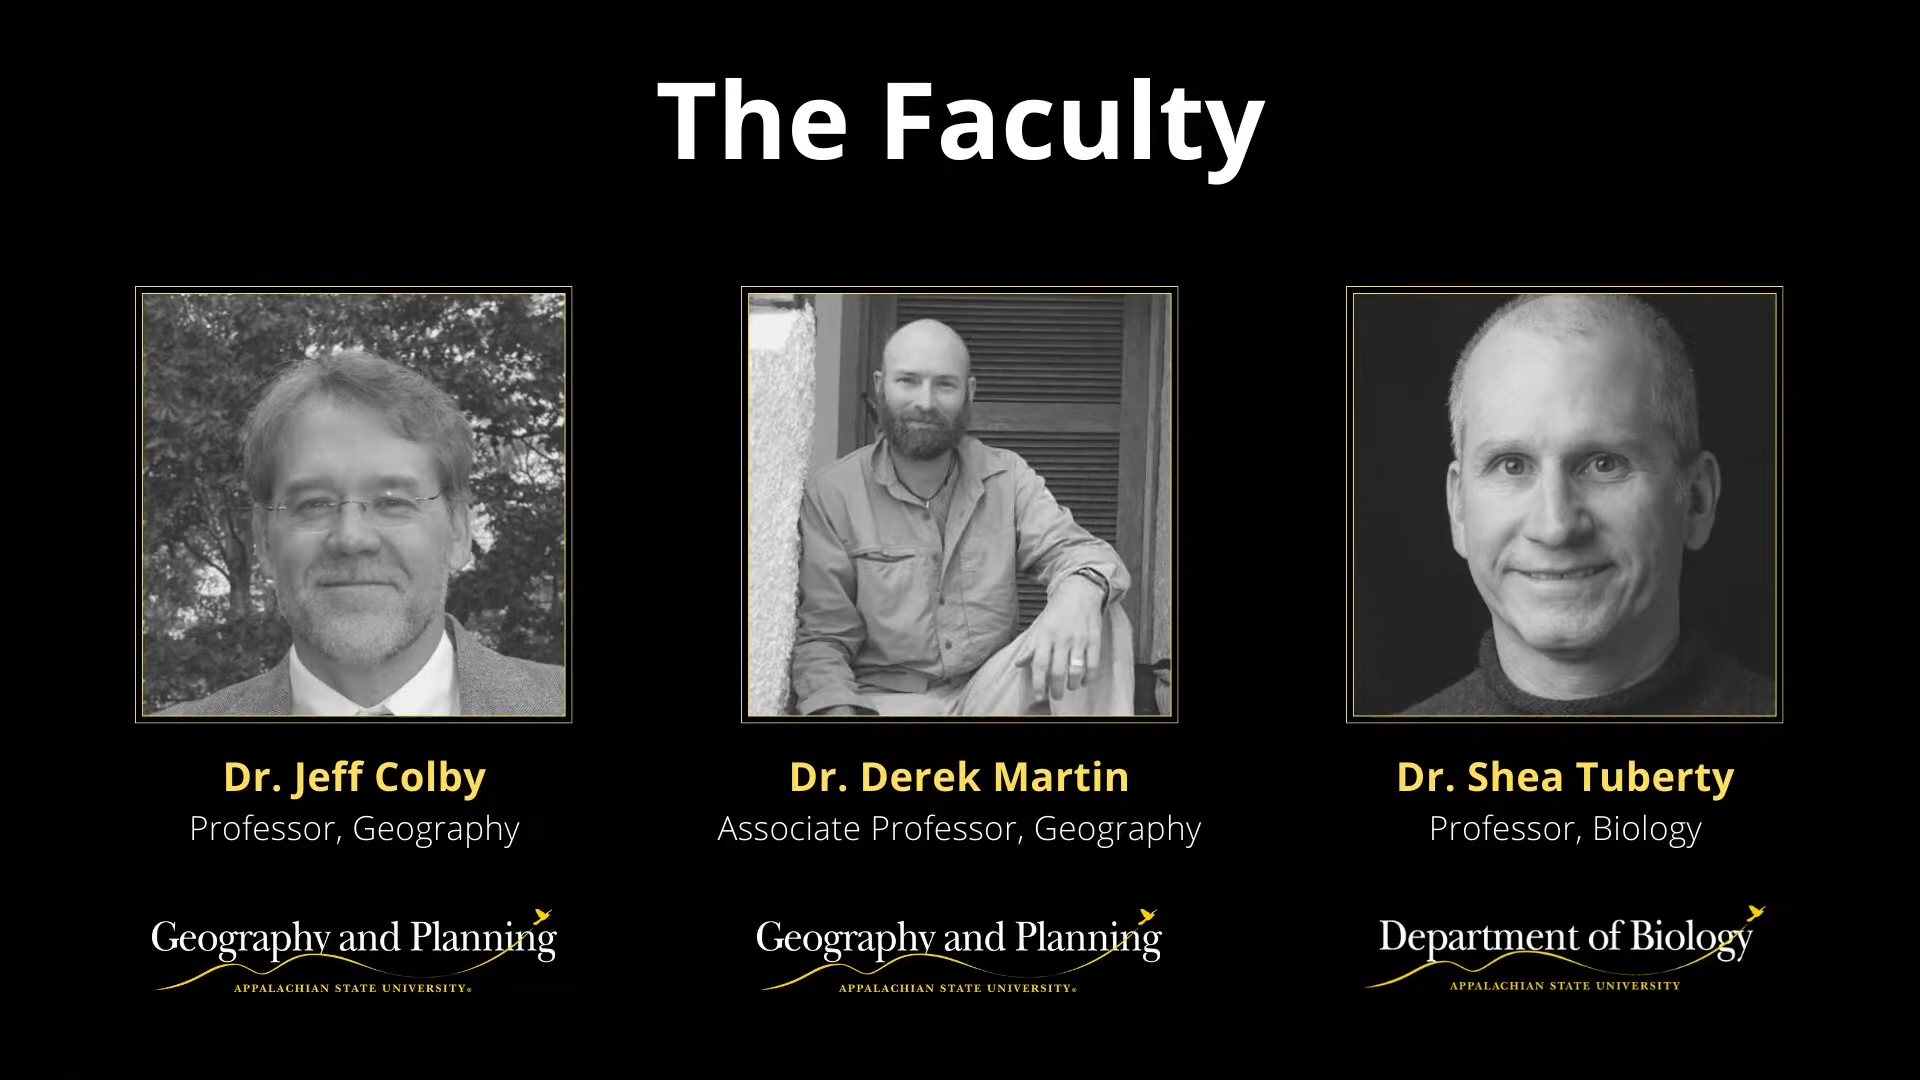 The Faculty
Dr. Jeff Colby
Professor, Geography
Geography and Planning
APPALACHIAN STATE UNIVERSITY®
Dr. Derek Martin
Associate Professor, Geography
Geography and Planning
APPALACHIAN STATE UNIVERSITY®
Dr. Shea Tuberty
Professor, Biology
Department of Biology
APPALACHIAN STATE UNIVERSITY